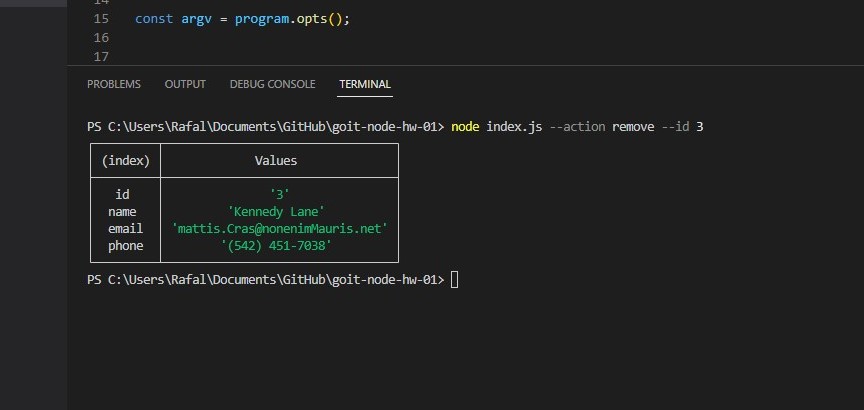 14
15 const argv = program.opts();
16
17
PROBLEMS OUTPUT DEBUG CONSOLE TERMINAL
PS C:\Users\Rafal\Documents\GitHub\goit-node-hw-01> node index.js --action remove --id 3
(index) Values
id '3'
name 'Kennedy Lane'
email 'mattis.Cras@nonenimMauris.net'
phone '(542) 451-7038'
PS C:\Users\Rafal\Documents\GitHub\goit-node-hw-01>